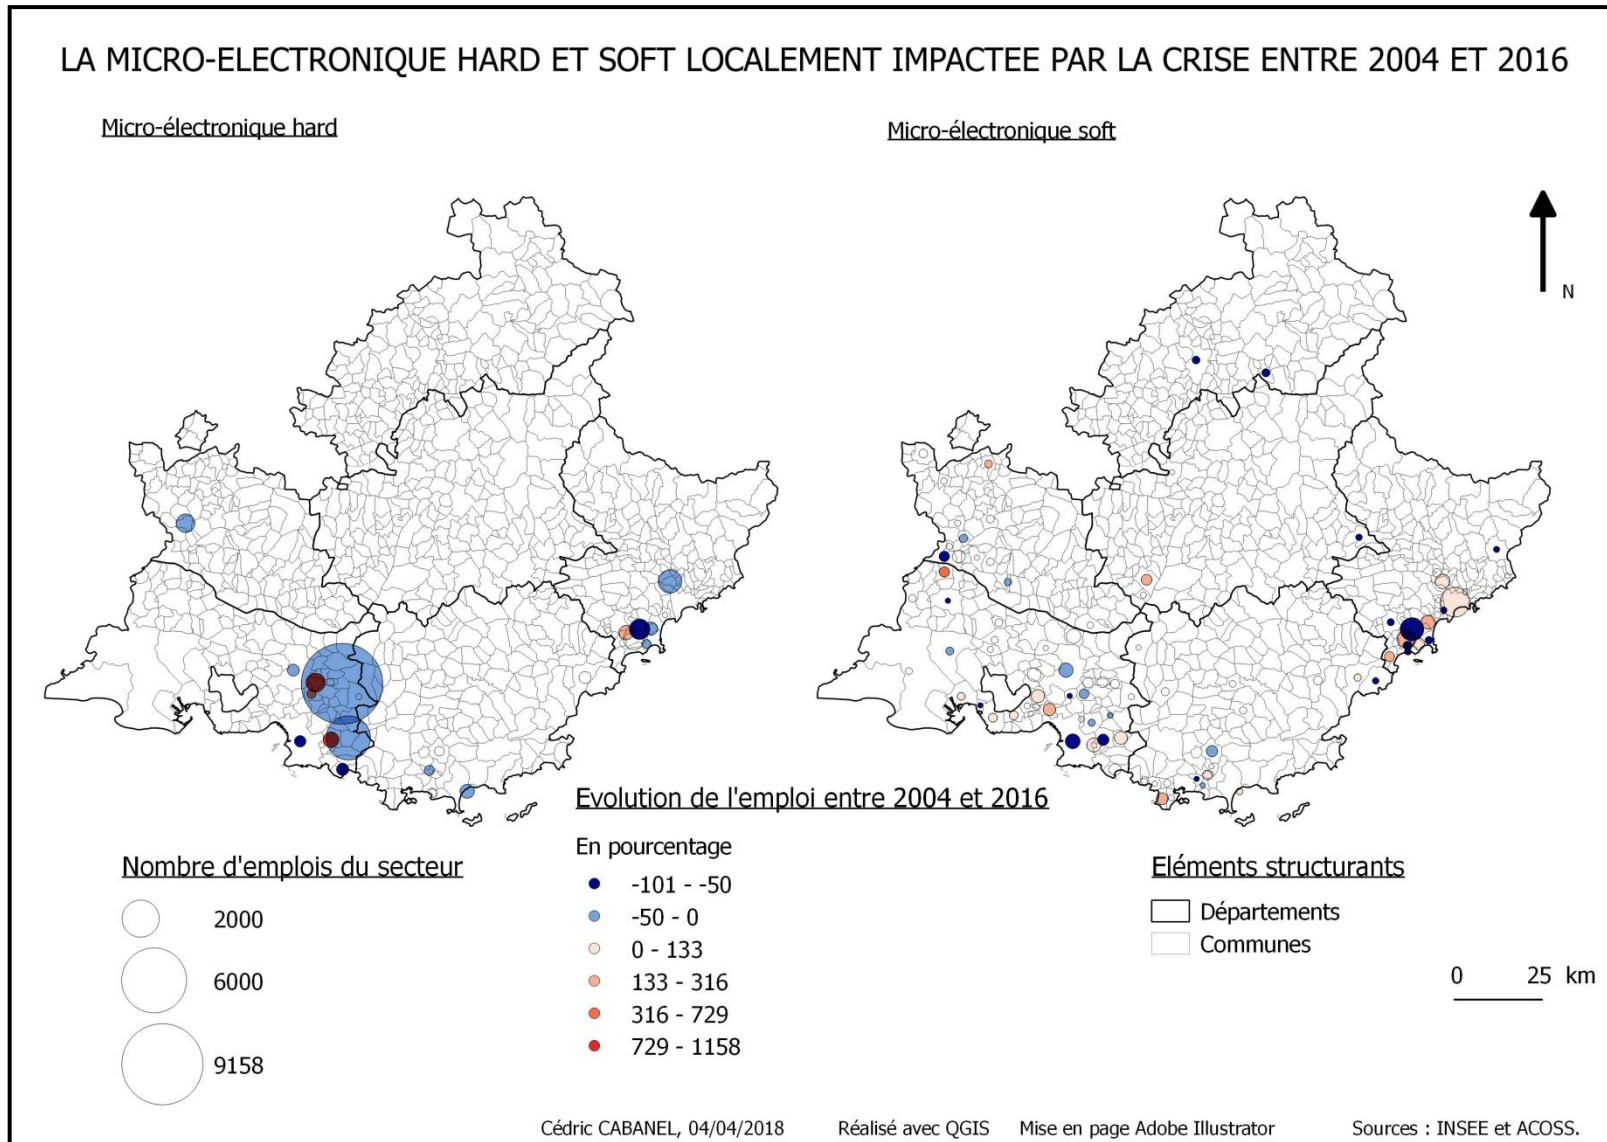 LA MICRO-ELECTRONIQUE HARD ET SOFT LOCALEMENT IMPACTEE PAR LA CRISE ENTRE 2004 ET 2016
Micro-électronique hard
Micro-électronique soft
N
Evolution de l'emploi entre 2004 et 2016
En pourcentage
-101 - -50
-50 - 0
0 - 133
133 - 316
316 - 729
729 - 1158
Nombre d'emplois du secteur
2000
6000
9158
Eléments structurants
Départements
Communes
0 25 km
Cédric CABANEL, 04/04/2018 Réalisé avec QGIS Mise en page Adobe Illustrator Sources : INSEE et ACOSS.